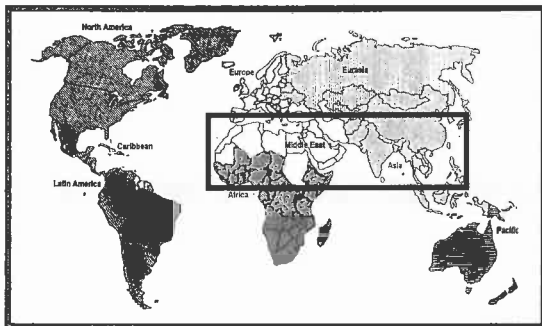 North America
Europe
Eurasia
Caribbean
Middle East
Asia
Latin America
Africa
Pacific